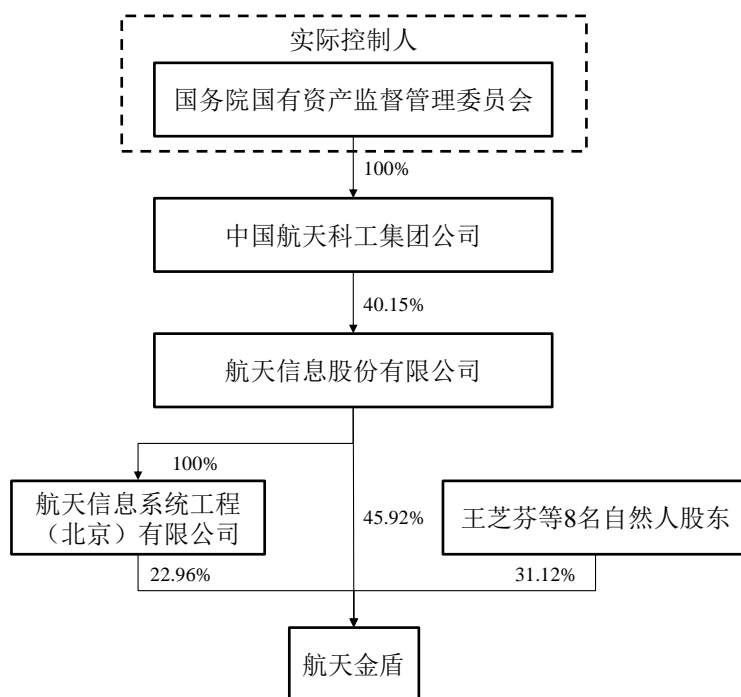 实际控制人
国务院国有资产监督管理委员会
100%
中国航天科工集团公司
40.15%
航天信息股份有限公司
100%
航天信息系统工程
（北京）有限公司
45.92%
王芝芬等8名自然人股东
22.96%
31.12%
航天金盾